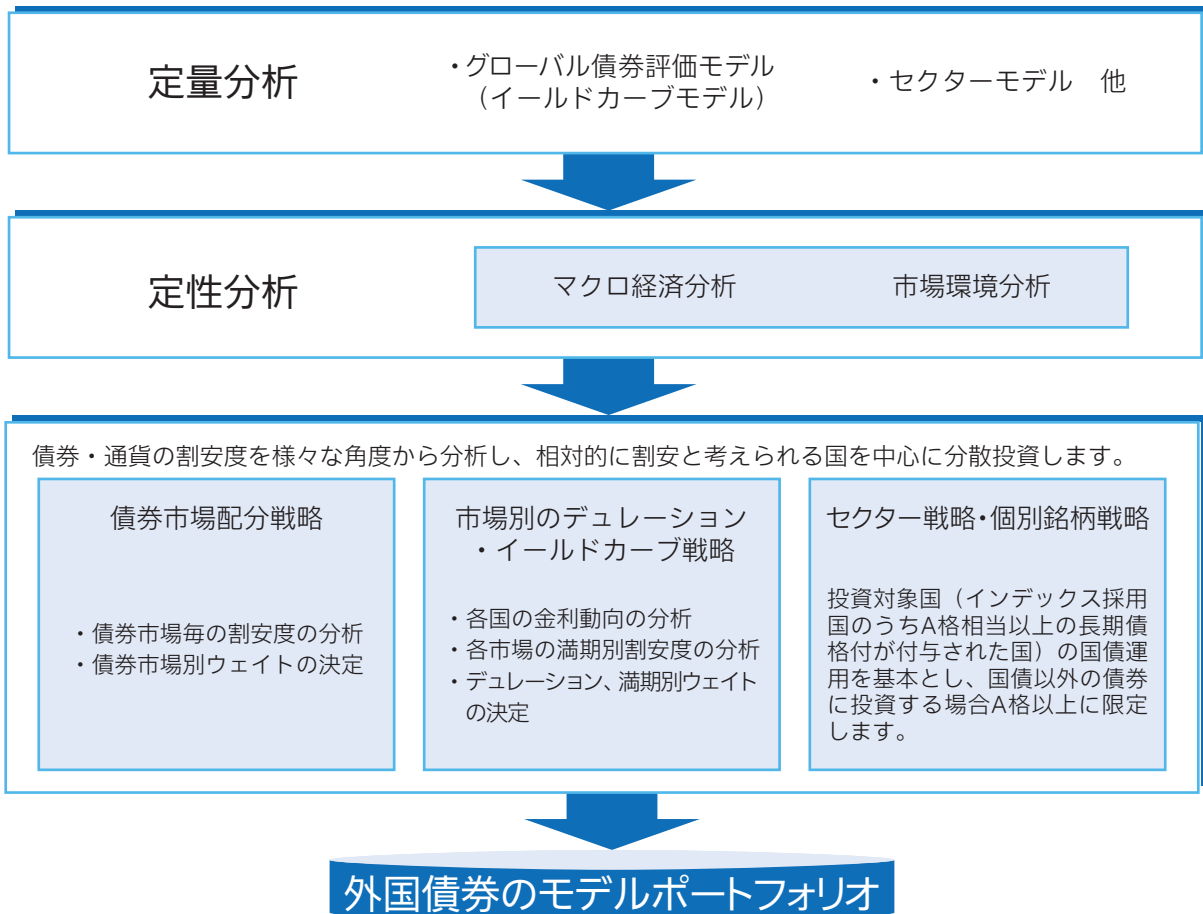 定量分析
・グローバル債券評価モデル
（イールドカーブモデル）
・セクターモデル　他
定性分析
マクロ経済分析
市場環境分析
債券・通貨の割安度を様々な角度から分析し、相対的に割安と考えられる国を中心に分散投資します。
債券市場配分戦略
・債券市場毎の割安度の分析
・債券市場別ウェイトの決定
市場別のデュレーション
・イールドカーブ戦略
・各国の金利動向の分析
・各市場の満期別割安度の分析
・デュレーション、満期別ウェイト
の決定
セクター戦略・個別銘柄戦略
投資対象国（インデックス採用
国のうちA格相当以上の長期債
格付が付与された国）の国債運
用を基本とし、国債以外の債券
に投資する場合A格以上に限定
します。
外国債券のモデルポートフォリオ